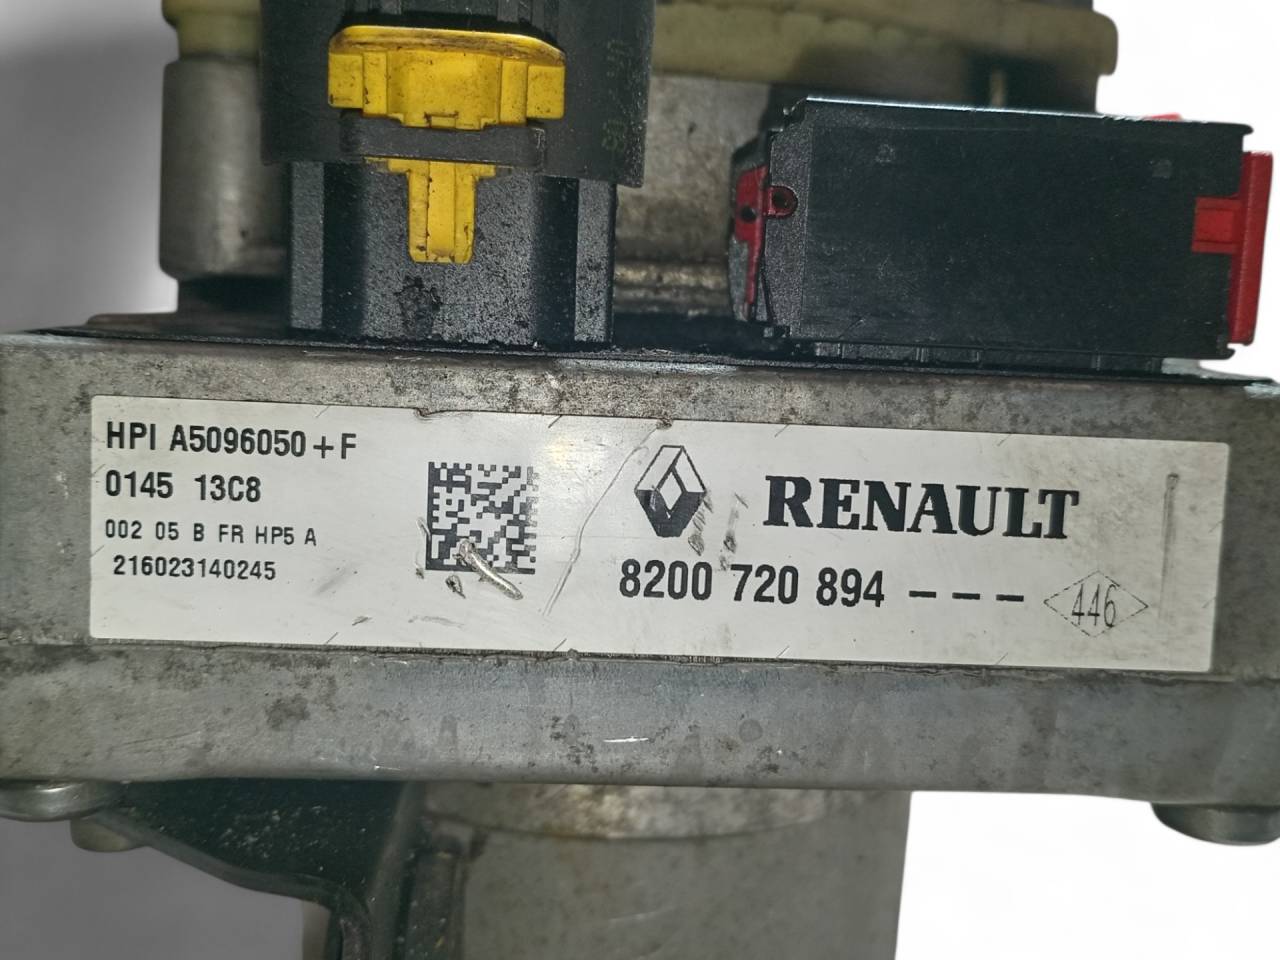 HPI A5096050+F
0145 13C8
002 05 B FR HP5 A
216023140245
RENAULT
8200 720 894 ---
446